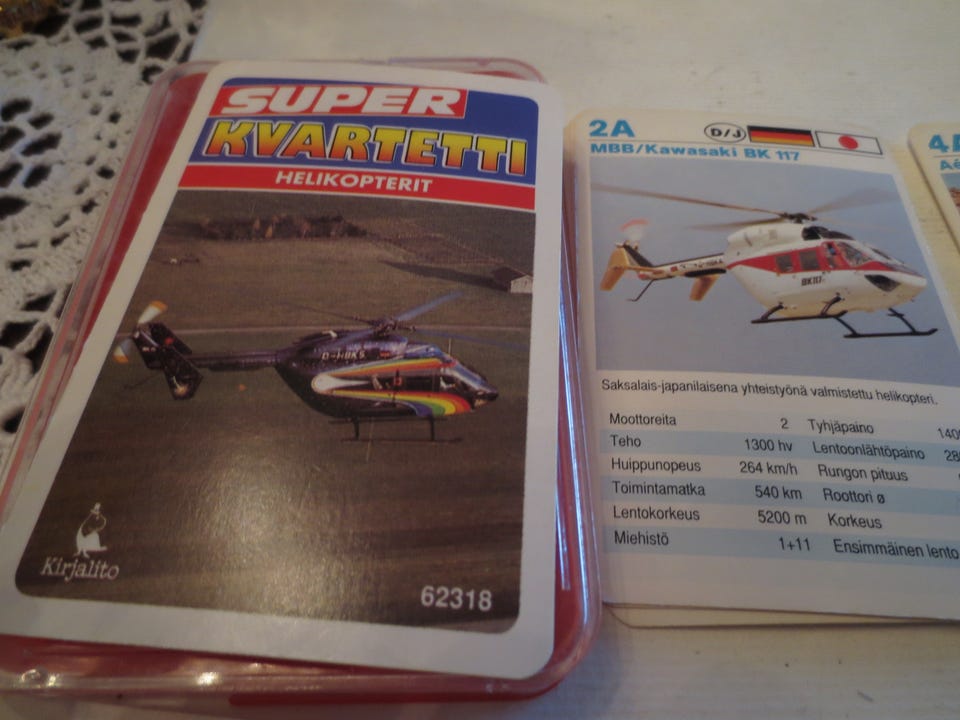 SUPER
KVARTETTI
HELIKOPTERIT
D-HBKS
Kirjalito
62318
2A
D/J
MBB/Kawasaki BK 117
BK117
Saksalais-japanilaisena yhteistyönä valmistettu helikopteri.
Moottoreita 2 Tyhjäpaino
Teho 1300 hv Lentoonlähtöpaino
Huippunopeus 264 km/h Rungon pituus
Toimintamatka 540 km Roottori ø
Lentokorkeus 5200 m Korkeus
Miehistö 1+11 Ensimmäinen lento